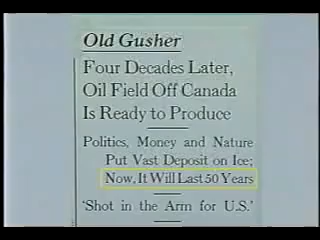 Old Gusher
Four Decades Later,
Oil Field Off Canada
Is Ready to Produce
Politics, Money and Nature
Put Vast Deposit on Ice;
Now, It Will Last 50 Years
'Shot in the Arm for U.S.'